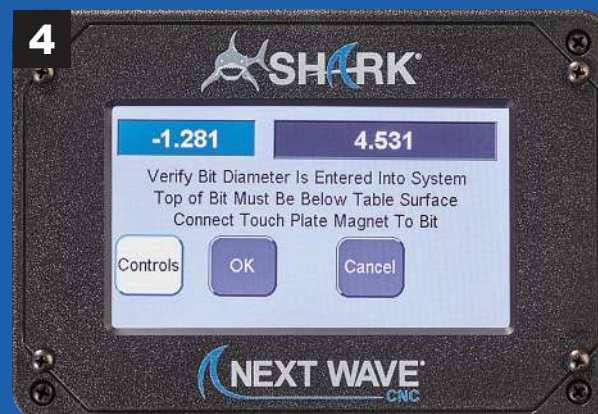 4
SHARK
-1.281 4.531
Verify Bit Diameter Is Entered Into System
Top of Bit Must Be Below Table Surface
Connect Touch Plate Magnet To Bit
Controls OK Cancel
NEXT WAVE
CNC